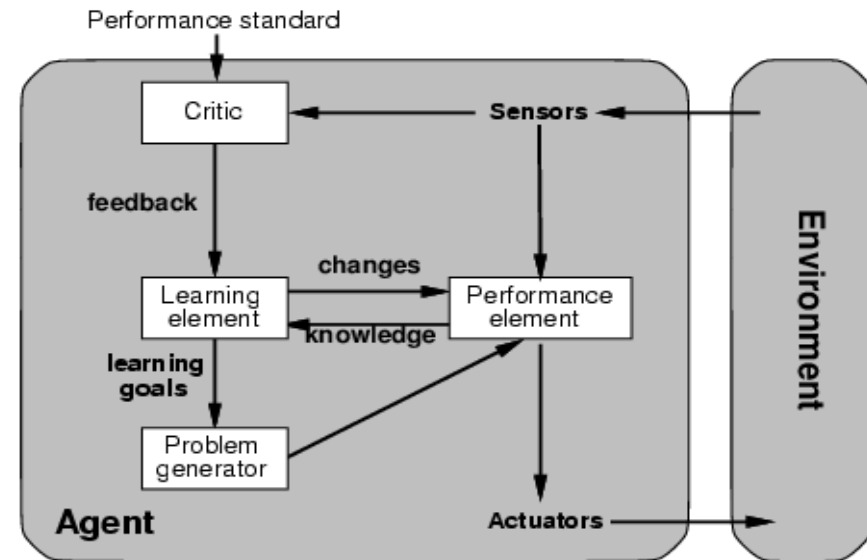 Performance standard
Critic
Sensors
feedback
changes
Learning
element
Performance
element
knowledge
learning
goals
Problem
generator
Agent
Actuators
Environment